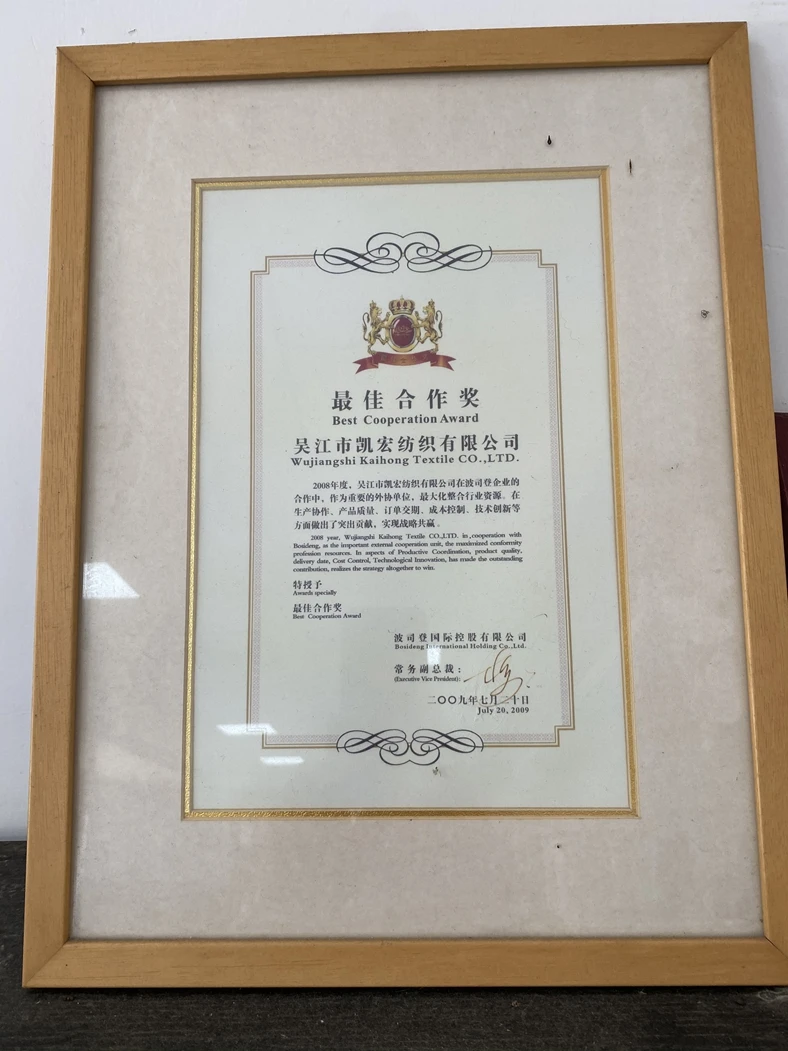 最佳合作奖
Best Cooperation Award
吴江市凯宏纺织有限公司
Wujiangshi Kaihong Textile CO.,LTD.
2008年度，吴江市凯宏纺织有限公司在波司登企业的
合作中，作为重要的外协单位，最大化整合行业资源。在
生产协作、产品质量、订单交期、成本控制、技术创新等
方面做出了突出贡献，实现战略共赢。
2008 year, Wujiangshi Kaihong Textile CO.,LTD. in ,cooperation with
Bosideng, as the important external cooperation unit, the maximized conformity
profession resources. In aspects of Productive Coordination, product quality,
delivery date, Cost Control, Technological Innovation, has made the outstanding
contribution, realizes the strategy altogether to win.
特授予
Awards specially
最佳合作奖
Best Cooperation Award
波司登国际控股有限公司
Bosideng International Holding Co.,Ltd.
常务副总裁：
(Executive Vice President):
二〇〇九年七月二十日
July 20, 2009